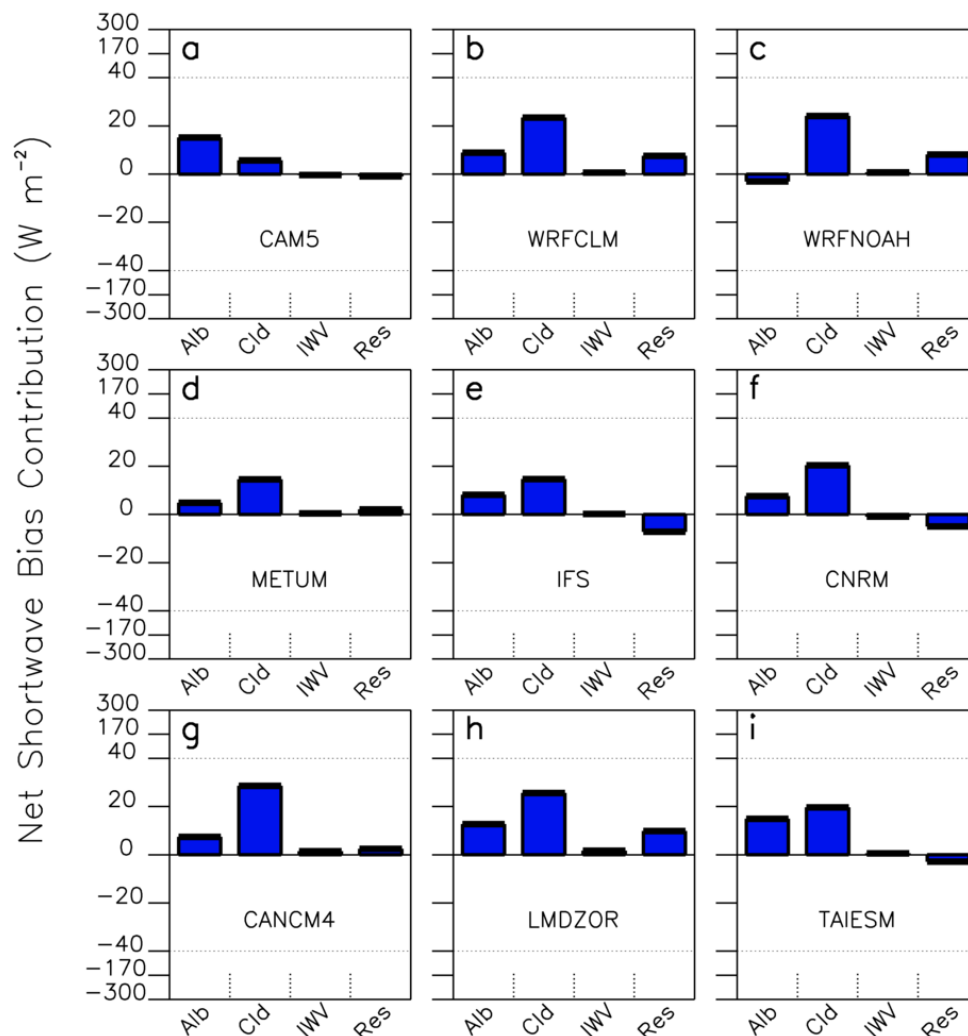 Net Shortwave Bias Contribution (W m⁻²)
300
170
40
20
0
−20
−40
−170
−300
a
CAM5
Alb Cld IWV Res
b
WRFCLM
Alb Cld IWV Res
c
WRFNOAH
Alb Cld IWV Res
300
170
40
20
0
−20
−40
−170
−300
d
METUM
Alb Cld IWV Res
e
IFS
Alb Cld IWV Res
f
CNRM
Alb Cld IWV Res
300
170
40
20
0
−20
−40
−170
−300
g
CANCM4
Alb Cld IWV Res
h
LMDZOR
Alb Cld IWV Res
i
TAIESM
Alb Cld IWV Res